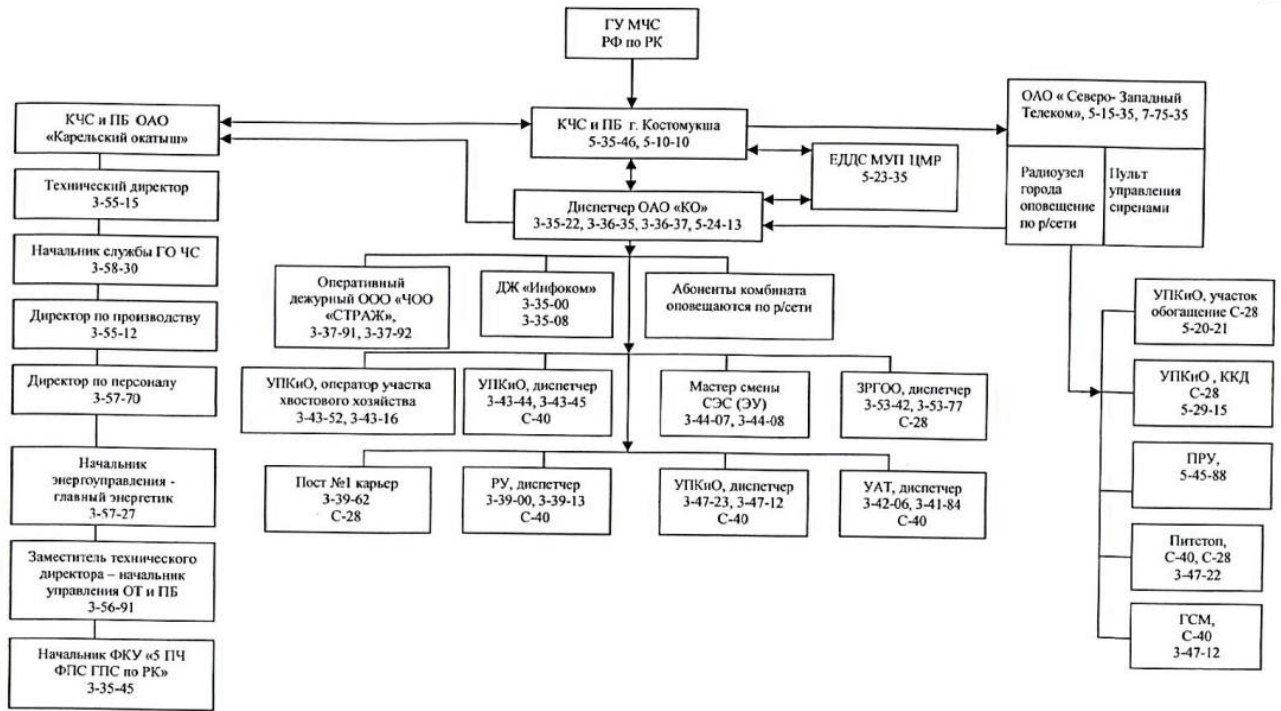 ГУ МЧС
РФ по РК
КЧС и ПБ ОАО
«Карельский окатыш»
КЧС и ПБ г. Костомукша
5-35-46, 5-10-10
ОАО « Северо- Западный
Телеком», 5-15-35, 7-75-35
Радиоузел
города
оповещение
по р/сети
Пульт
управления
сиренами
ЕДДС МУП ЦМР
5-23-35
Диспетчер ОАО «КО»
3-35-22, 3-36-35, 3-36-37, 5-24-13
Технический директор
3-55-15
Начальник службы ГО ЧС
3-58-30
Директор по производству
3-55-12
Директор по персоналу
3-57-70
Начальник
энергоуправления -
главный энергетик
3-57-27
Заместитель технического
директора – начальник
управления ОТ и ПБ
3-56-91
Начальник ФКУ «5 ПЧ
ФПС ГПС по РК»
3-35-45
Оперативный
дежурный ООО «ЧОО
«СТРАЖ»,
3-37-91, 3-37-92
ДЖ «Инфоком»
3-35-00
3-35-08
Абоненты комбината
оповещаются по р/сети
УПКиО, оператор участка
хвостового хозяйства
3-43-52, 3-43-16
УПКиО, диспетчер
3-43-44, 3-43-45
С-40
Мастер смены
СЭС (ЭУ)
3-44-07, 3-44-08
ЗРГОО, диспетчер
3-53-42, 3-53-77
С-28
Пост №1 карьер
3-39-62
С-28
РУ, диспетчер
3-39-00, 3-39-13
С-40
УПКиО, диспетчер
3-47-23, 3-47-12
С-40
УАТ, диспетчер
3-42-06, 3-41-84
С-40
УПКиО, участок
обогащение С-28
5-20-21
УПКиО , ККД
С-28
5-29-15
ПРУ,
5-45-88
Питстоп,
С-40, С-28
3-47-22
ГСМ,
С-40
3-47-12